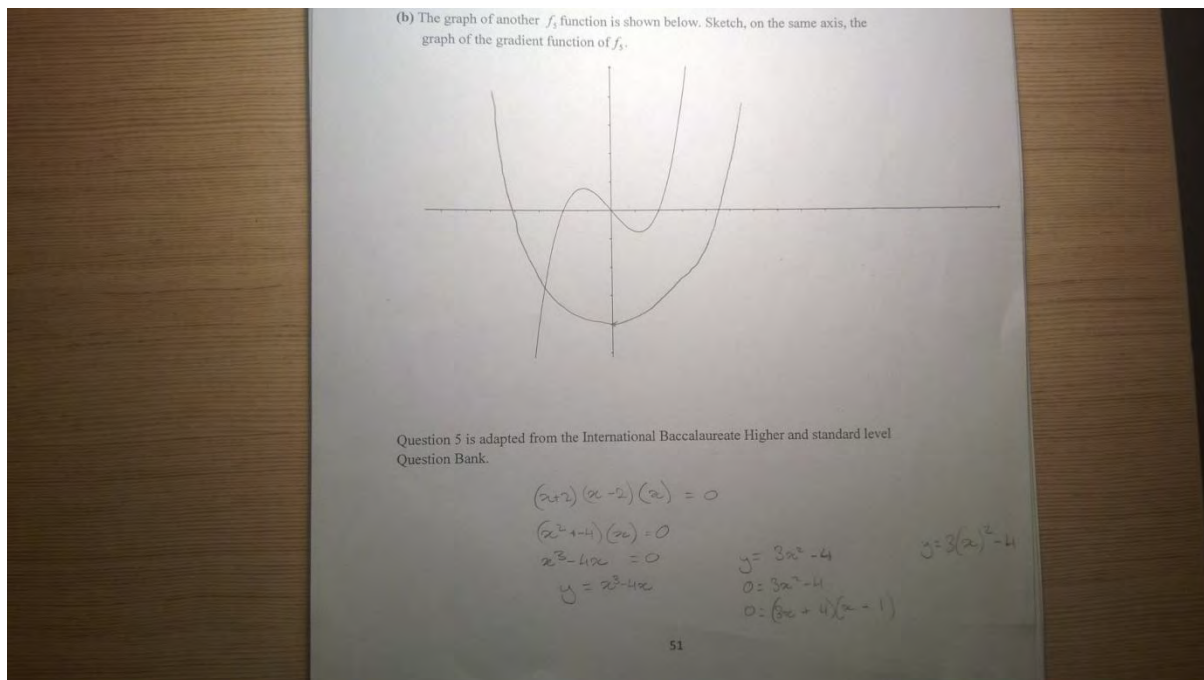 (b) The graph of another f₅ function is shown below. Sketch, on the same axis, the
graph of the gradient function of f₅.
Question 5 is adapted from the International Baccalaureate Higher and standard level
Question Bank.
(x+2)(x-2)(x) = 0
(x²+-4)(x)=0
x³-4x = 0
y = x³-4x
y= 3x²-4
0= 3x²-4
0= (3x + 4)(x - 1)
y=3(x)²-4
51